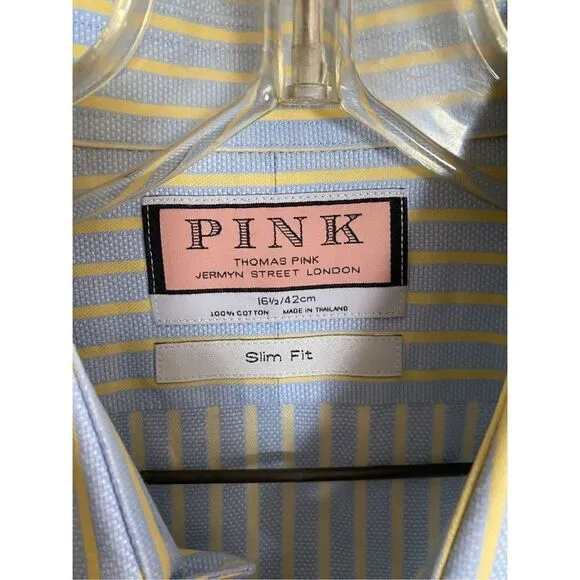 PINK
THOMAS PINK
JERMYN STREET LONDON
16½/42cm
100% COTTON MADE IN THAILAND
Slim Fit